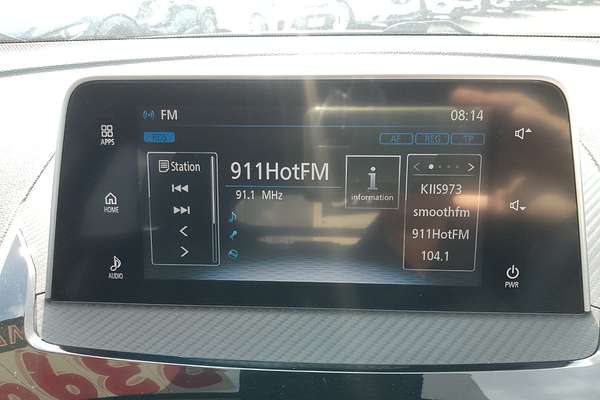 FM
08:14
RDS
AF
REG
TP
APPS
HOME
AUDIO
Station
911HotFM
91.1 MHz
i
information
KIIS973
smoothfm
911HotFM
104.1
PWR